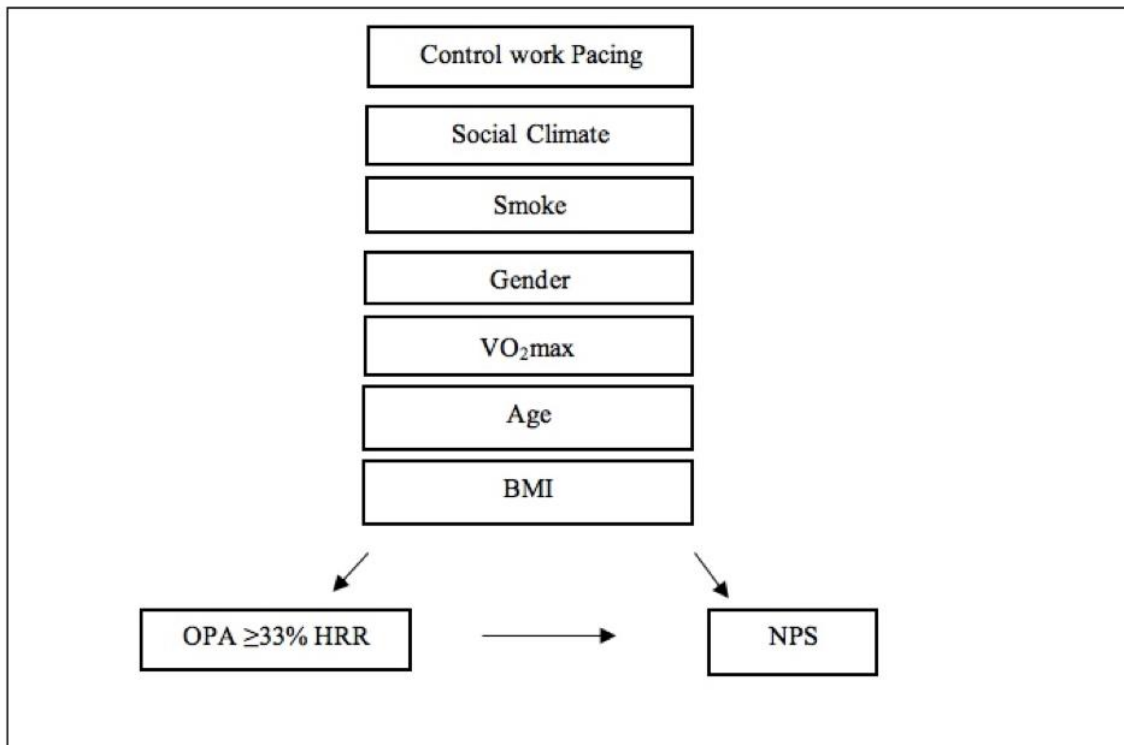 Control work Pacing
Social Climate
Smoke
Gender
VO₂max
Age
BMI
OPA ≥33% HRR
NPS